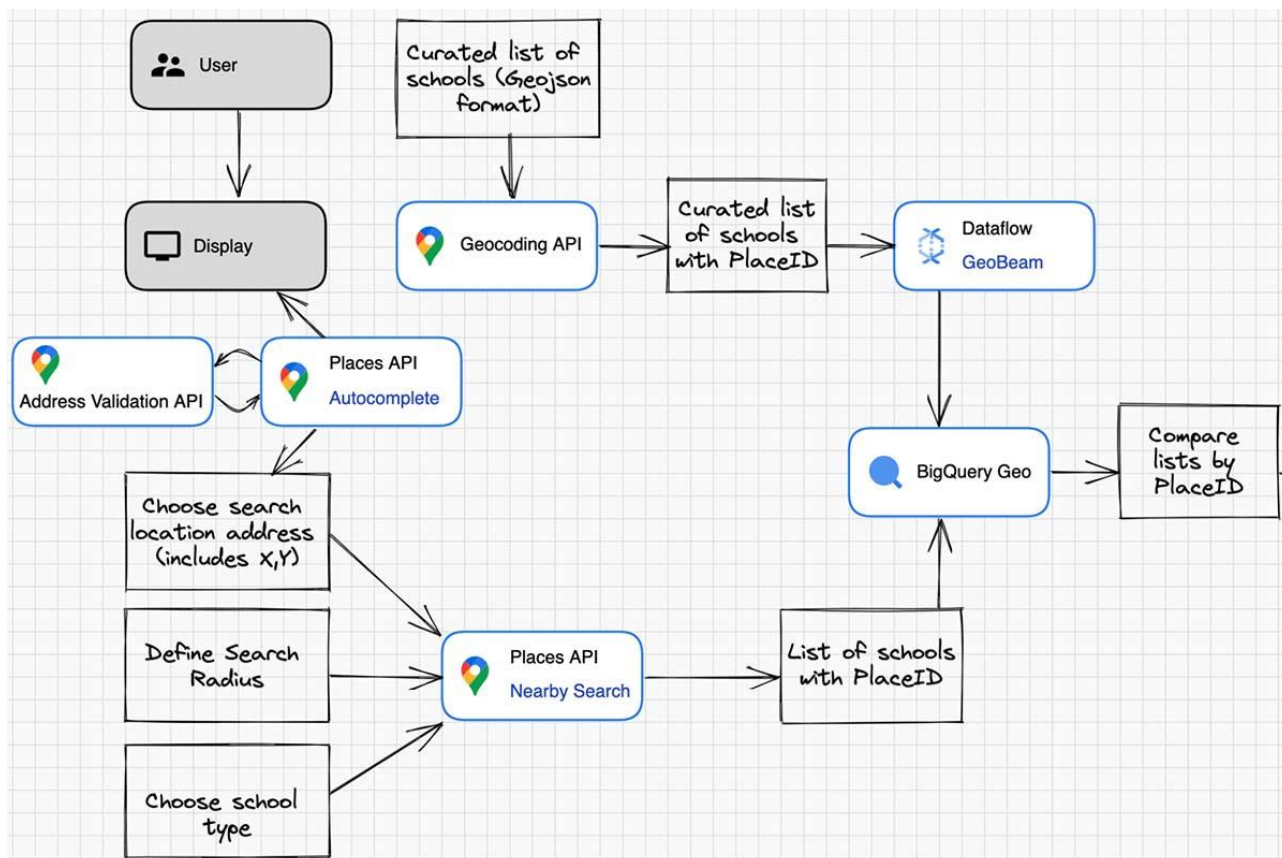 User
Curated list of
schools (Geojson
format)
Display
Geocoding API
Curated list
of schools
with PlaceID
Dataflow
GeoBeam
Address Validation API
Places API
Autocomplete
Choose search
location address
(includes X,Y)
BigQuery Geo
Compare
lists by
PlaceID
Define Search
Radius
Places API
Nearby Search
List of schools
with PlaceID
Choose school
type